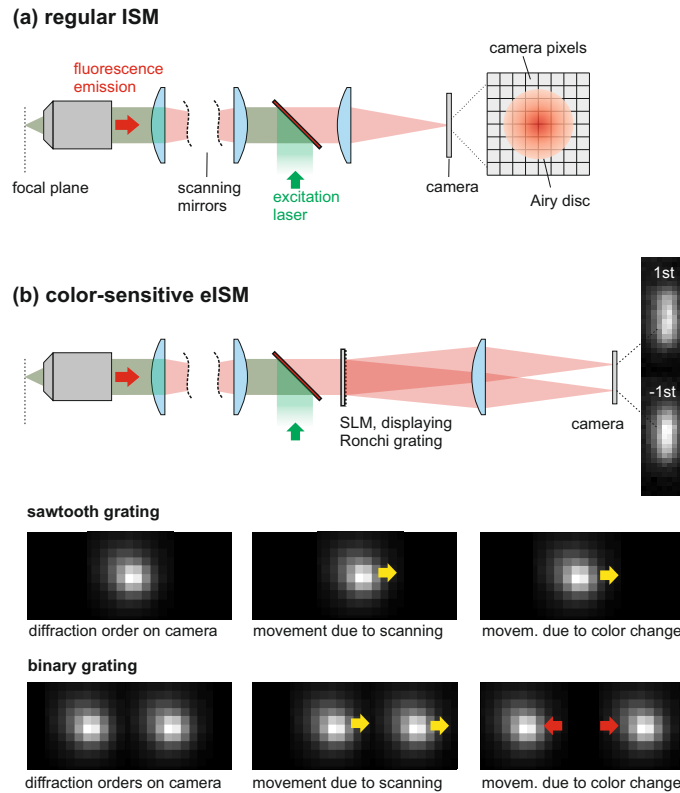 (a) regular ISM
fluorescence
emission
camera pixels
focal plane
scanning
mirrors
excitation
laser
camera
Airy disc
(b) color-sensitive eISM
1st
-1st
SLM, displaying
Ronchi grating
camera
sawtooth grating
diffraction order on camera
movement due to scanning
movem. due to color change
binary grating
diffraction orders on camera
movement due to scanning
movem. due to color change